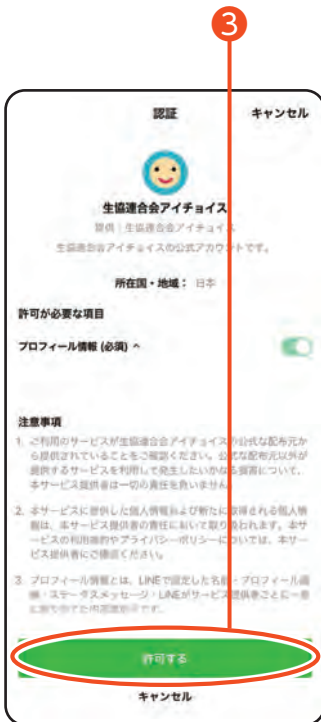 3
認証
キャンセル
生協連合会アイチョイス
提供:生協連合会アイチョイス
生協連合会アイチョイスの公式アカウントです。
所在国・地域: 日本
許可が必要な項目
プロフィール情報 (必須)
注意事項
1. ご利用のサービスが生協連合会アイチョイスの公式な配布元か
ら提供されていることをご確認ください。公式な配布元以外が
提供するサービスを利用して発生したいかなる損害について、
本サービス提供者は一切の責任を負いません。
2. 本サービスに提供した個人情報および新たに取得される個人情
報は、本サービス提供者の責任において取り扱われます。本サ
ービスの利用規約やプライバシーポリシーについては、本サー
ビス提供者にご確認ください。
3. プロフィール情報とは、LINEで設定した名前・プロフィール画
像・ステータスメッセージ・LINEがサービス提供者ごとに一意
に割り当てた内部識別子です。
許可する
キャンセル